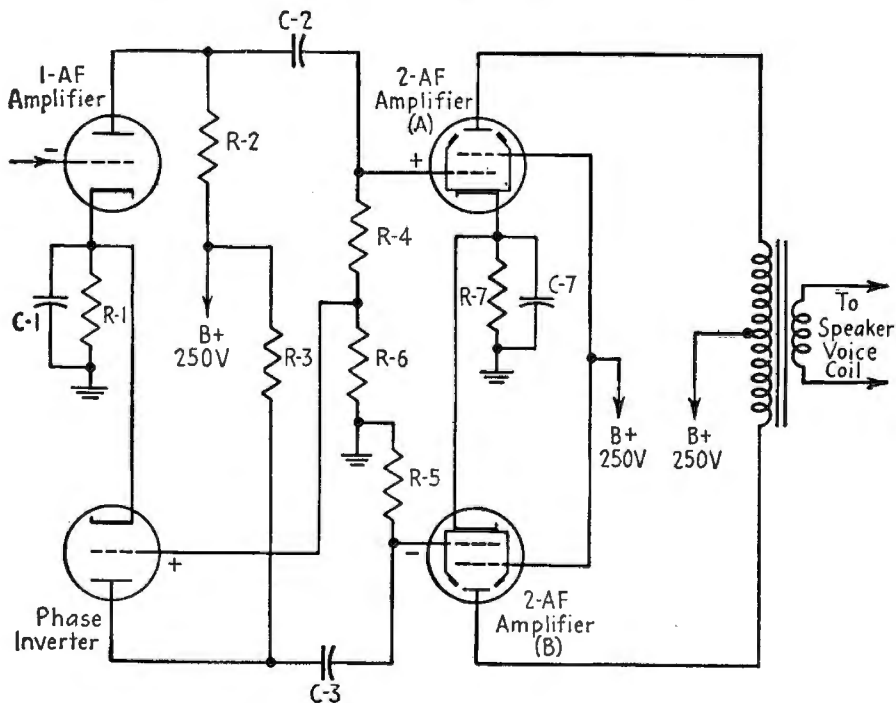 C-2
1-AF
Amplifier
2-AF
Amplifier
(A)
-
R-2
+
R-4
C-1
R-1
B+
250V
R-3
R-6
R-7
C-7
To
Speaker
Voice
Coil
B+
250V
B+
250V
R-5
+
-
Phase
Inverter
2-AF
Amplifier
(B)
C-3